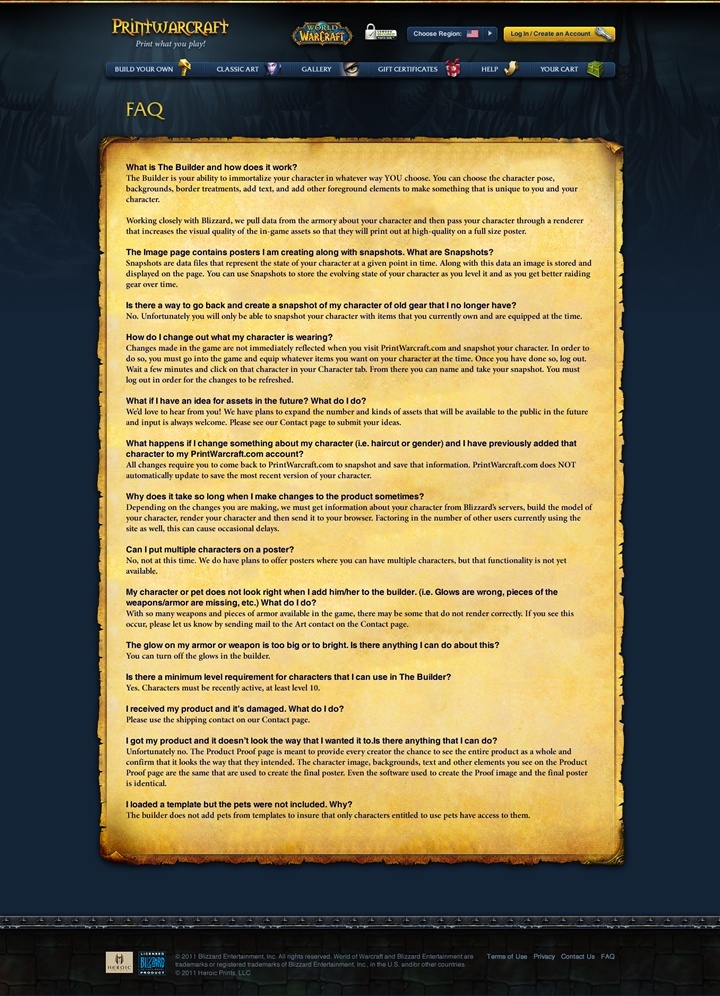 PRINTWARCRAFT
Print what you play!
WORLD
WARCRAFT
Choose Region:
Log In / Create an Account
BUILD YOUR OWN
CLASSIC ART
GALLERY
GIFT CERTIFICATES
HELP
YOUR CART
FAQ
What is The Builder and how does it work?
The Builder is your ability to immortalize your character in whatever way YOU choose. You can choose the character pose,
backgrounds, border treatments, add text, and add other foreground elements to make something that is unique to you and your
character.
Working closely with Blizzard, we pull data from the armory about your character and then pass your character through a renderer
that increases the visual quality of the in-game assets so that they will print out at high-quality on a full size poster.
The Image page contains posters I am creating along with snapshots. What are Snapshots?
Snapshots are data files that represent the state of your character at a given point in time. Along with this data an image is stored and
displayed on the page. You can use Snapshots to store the evolving state of your character as you level it and as you get better raiding
gear over time.
Is there a way to go back and create a snapshot of my character of old gear that I no longer have?
No. Unfortunately you will only be able to snapshot your character with items that you currently own and are equipped at the time.
How do I change out what my character is wearing?
Changes made in the game are not immediately reflected when you visit PrintWarcraft.com and snapshot your character. In order to
do so, you must go into the game and equip whatever items you want on your character at the time. Once you have done so, log out.
Wait a few minutes and click on that character in your Character tab. From there you can name and take your snapshot. You must
log out in order for the changes to be refreshed.
What if I have an idea for assets in the future? What do I do?
We'd love to hear from you! We have plans to expand the number and kinds of assets that will be available to the public in the future
and input is always welcome. Please see our Contact page to submit your ideas.
What happens if I change something about my character (i.e. haircut or gender) and I have previously added that
character to my PrintWarcraft.com account?
All changes require you to come back to PrintWarcraft.com to snapshot and save that information. PrintWarcraft.com does NOT
automatically update to save the most recent version of your character.
Why does it take so long when I make changes to the product sometimes?
Depending on the changes you are making, we must get information about your character from Blizzard's servers, build the model of
your character, render your character and then send it to your browser. Factoring in the number of other users currently using the
site as well, this can cause occasional delays.
Can I put multiple characters on a poster?
No, not at this time. We do have plans to offer posters where you can have multiple characters, but that functionality is not yet
available.
My character or pet does not look right when I add him/her to the builder. (i.e. Glows are wrong, pieces of the
weapons/armor are missing, etc.) What do I do?
With so many weapons and pieces of armor available in the game, there may be some that do not render correctly. If you see this
occur, please let us know by sending mail to the Art contact on the Contact page.
The glow on my armor or weapon is too big or to bright. Is there anything I can do about this?
You can turn off the glows in the builder.
Is there a minimum level requirement for characters that I can use in The Builder?
Yes. Characters must be recently active, at least level 10.
I received my product and it's damaged. What do I do?
Please use the shipping contact on our Contact page.
I got my product and it doesn't look the way that I wanted it to.Is there anything that I can do?
Unfortunately no. The Product Proof page is meant to provide every creator the chance to see the entire product as a whole and
confirm that it looks the way that they intended. The character image, backgrounds, text and other elements you see on the Product
Proof page are the same that are used to create the final poster. Even the software used to create the Proof image and the final poster
is identical.
I loaded a template but the pets were not included. Why?
The builder does not add pets from templates to insure that only characters entitled to use pets have access to them.
HEROIC
LICENSED
BLIZZARD
PRODUCT
© 2011 Blizzard Entertainment, Inc. All rights reserved. World of Warcraft and Blizzard Entertainment are
trademarks or registered trademarks of Blizzard Entertainment, Inc., in the U.S. and/or other countries.
© 2011 Heroic Prints, LLC
Terms of Use
Privacy
Contact Us
FAQ